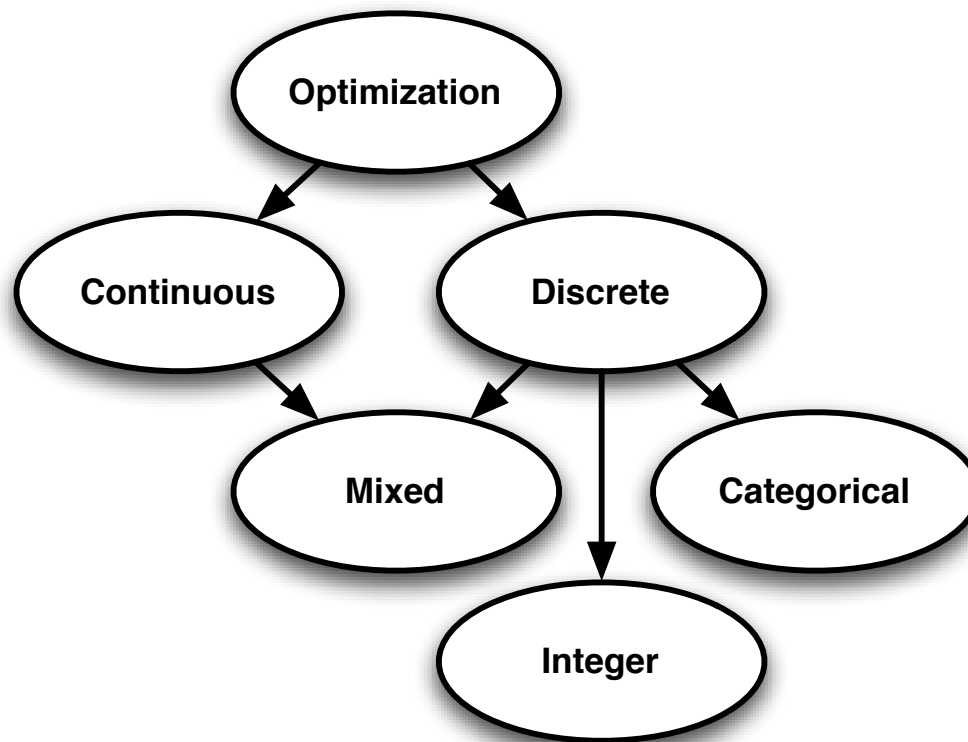 Optimization
Continuous
Discrete
Mixed
Categorical
Integer